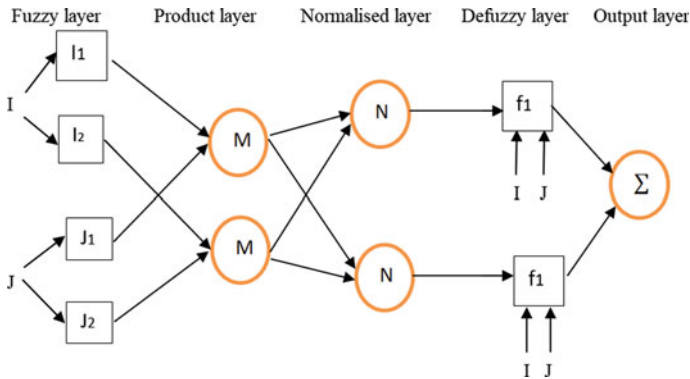 Fuzzy layer Product layer Normalised layer Defuzzy layer Output layer
I1
I
I2
M
N
f1
I J
Σ
J1
J
J2
M
N
f1
I J